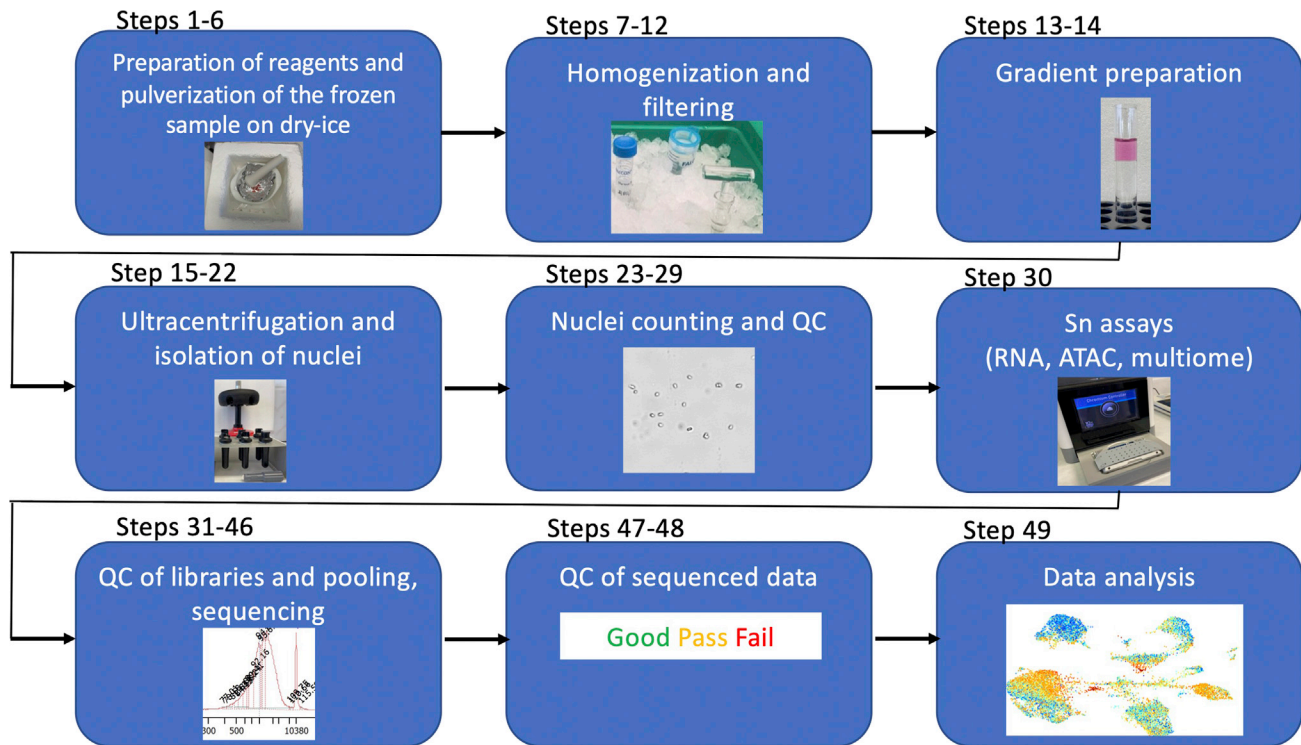 Steps 1-6
Preparation of reagents and
pulverization of the frozen
sample on dry-ice
Steps 7-12
Homogenization and
filtering
Steps 13-14
Gradient preparation
Step 15-22
Ultracentrifugation and
isolation of nuclei
Steps 23-29
Nuclei counting and QC
Step 30
Sn assays
(RNA, ATAC, multiome)
Steps 31-46
QC of libraries and pooling,
sequencing
300 500 10380
Steps 47-48
QC of sequenced data
Good Pass Fail
Step 49
Data analysis